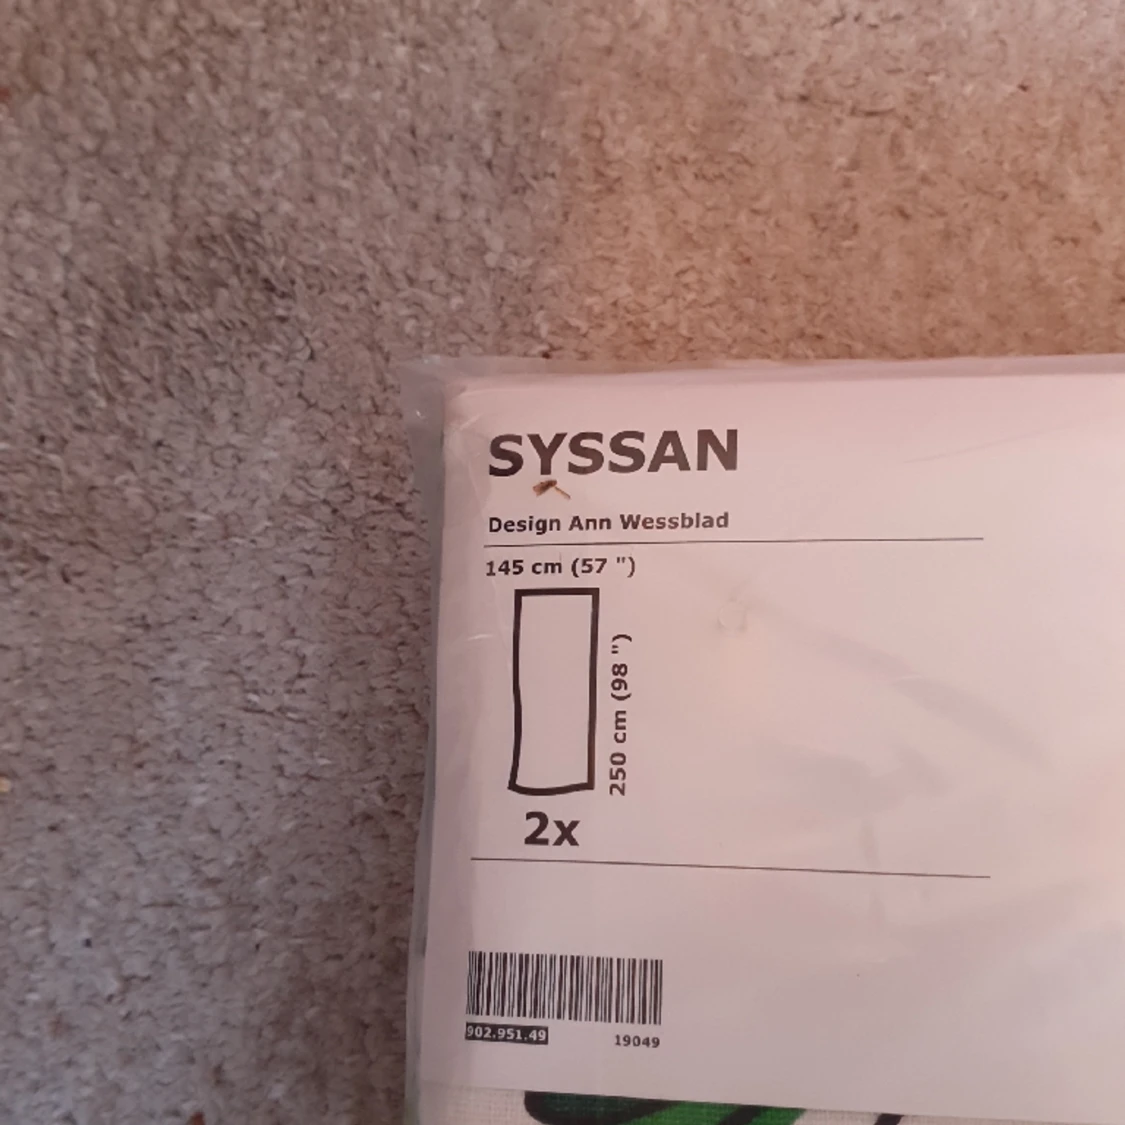 SYSSAN
Design Ann Wessblad
145 cm (57 ")
250 cm (98 ")
2x
902.951.49
19049